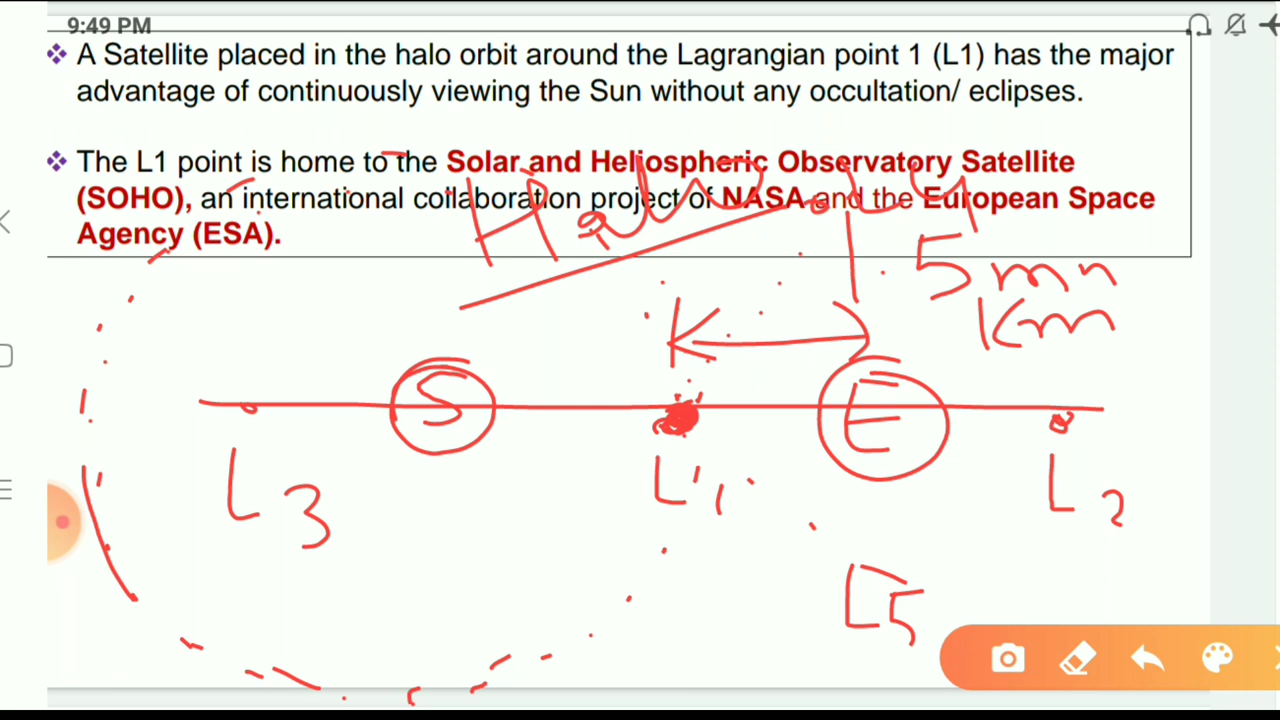 9:49 PM
❖ A Satellite placed in the halo orbit around the Lagrangian point 1 (L1) has the major
advantage of continuously viewing the Sun without any occultation/ eclipses.
❖ The L1 point is home to the Solar and Heliospheric Observatory Satellite
(SOHO), an international collaboration project of NASA and the European Space
Agency (ESA).
Halo
L4
1.5 mn
Km
S
E
L3
L1
L2
L5